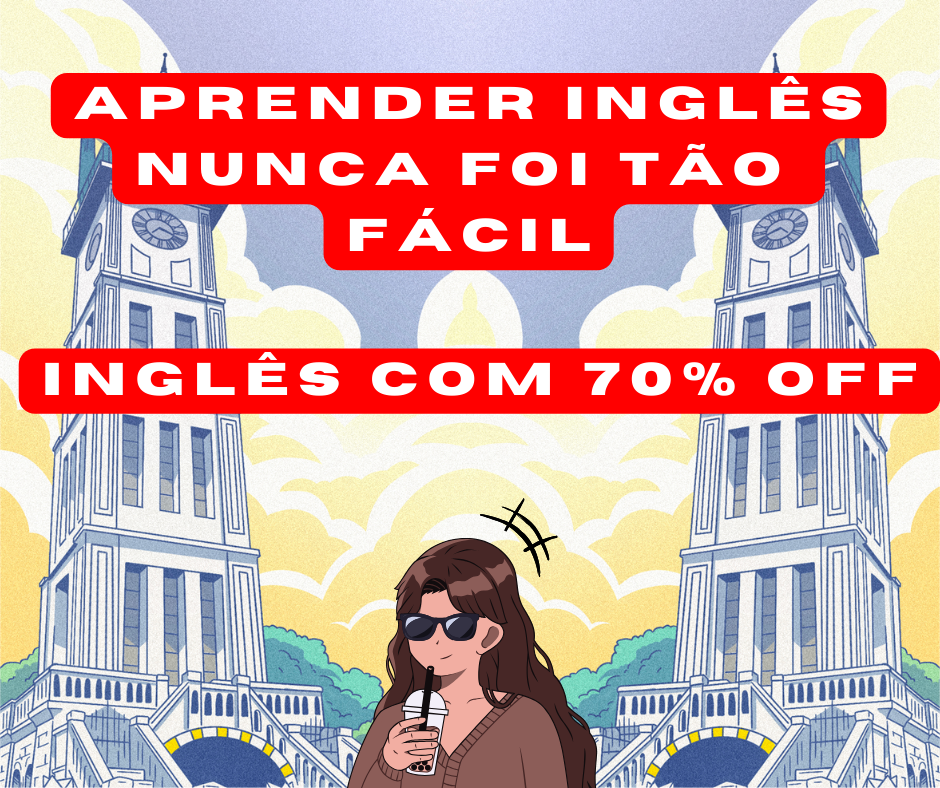 APRENDER INGLÊS
NUNCA FOI TÃO
FÁCIL
INGLÊS COM 70% OFF